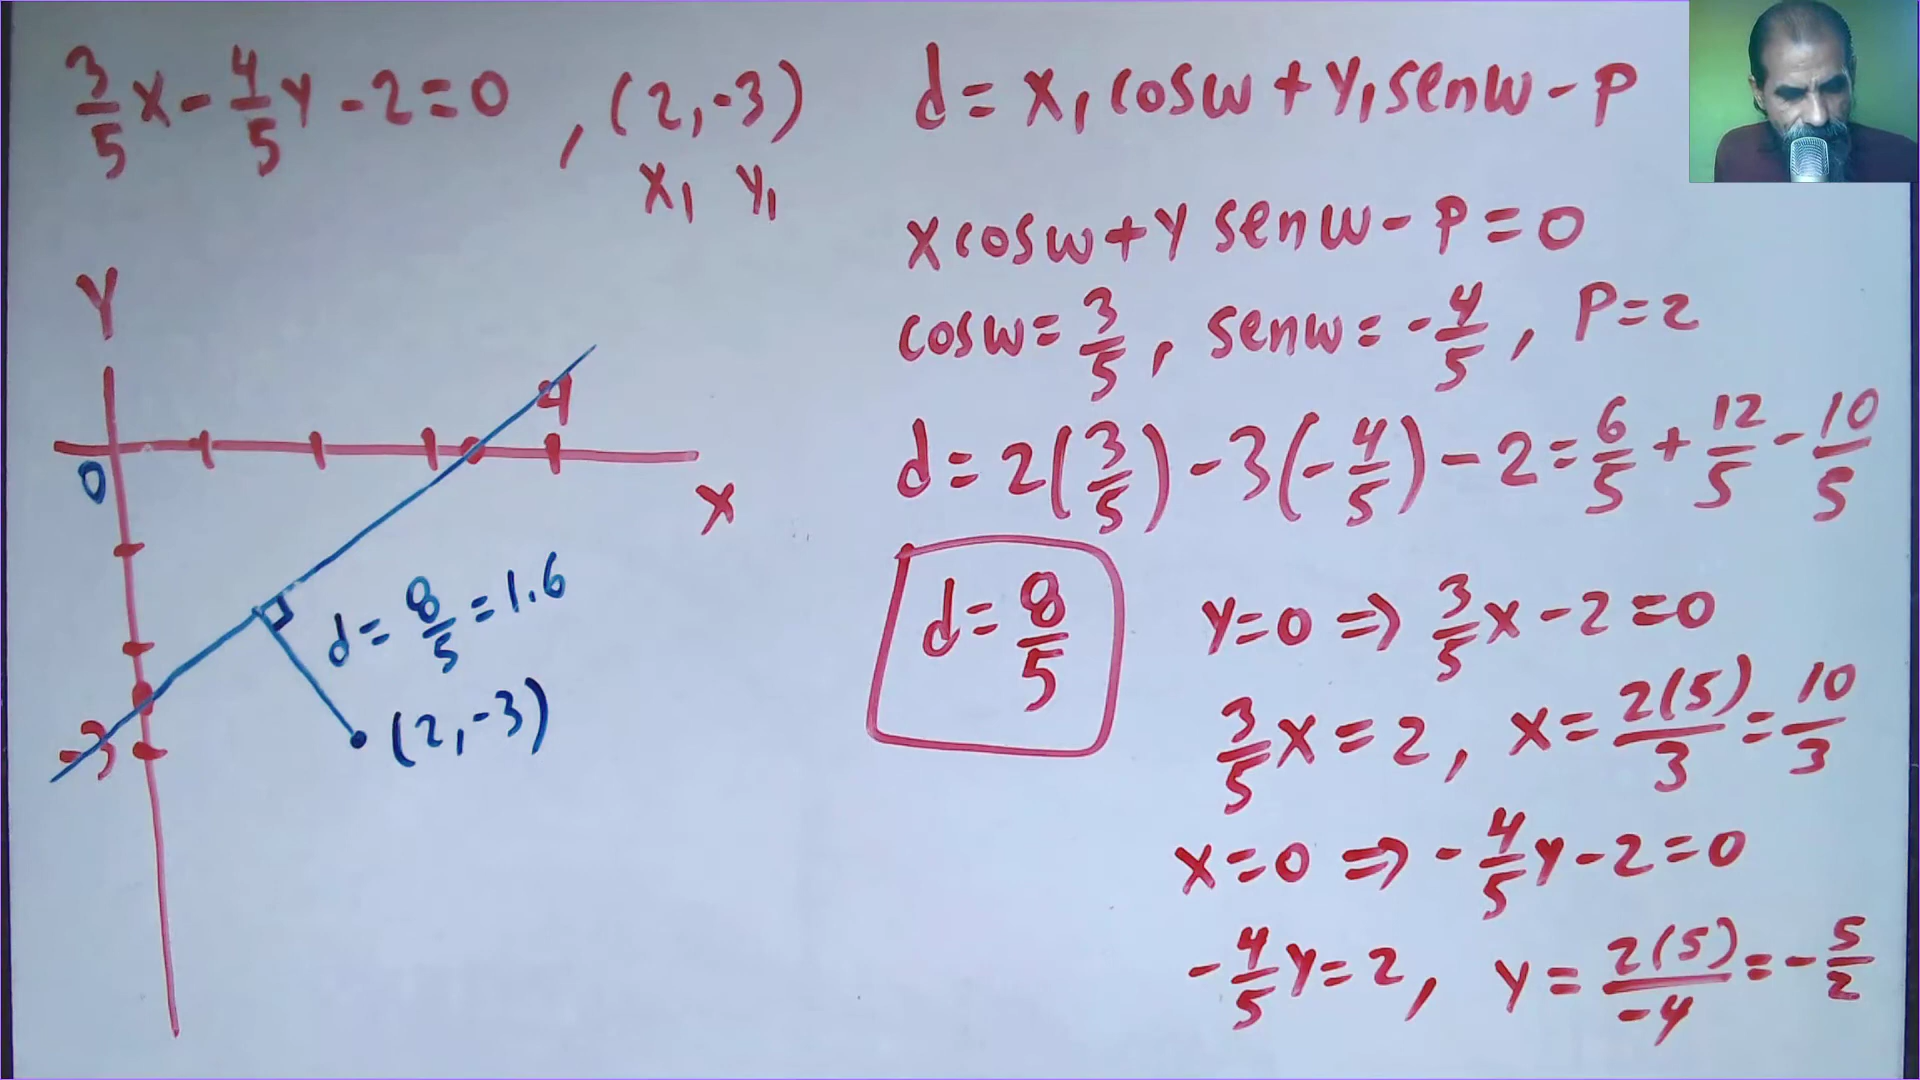 3/5 x - 4/5 y - 2 = 0 , (2, -3)
x₁ y₁
d = x₁ cosw + y₁ senw - p
x cosw + y senw - p = 0
cosw = 3/5 , senw = -4/5 , P = 2
d = 2(3/5) - 3(-4/5) - 2 = 6/5 + 12/5 - 10/5
d = 8/5
y = 0 ⇒ 3/5 x - 2 = 0
3/5 x = 2 , x = 2(5)/3 = 10/3
x = 0 ⇒ -4/5 y - 2 = 0
-4/5 y = 2 , y = 2(5)/-4 = -5/2
Y
4
0
X
d = 8/5 = 1.6
(2, -3)
-3